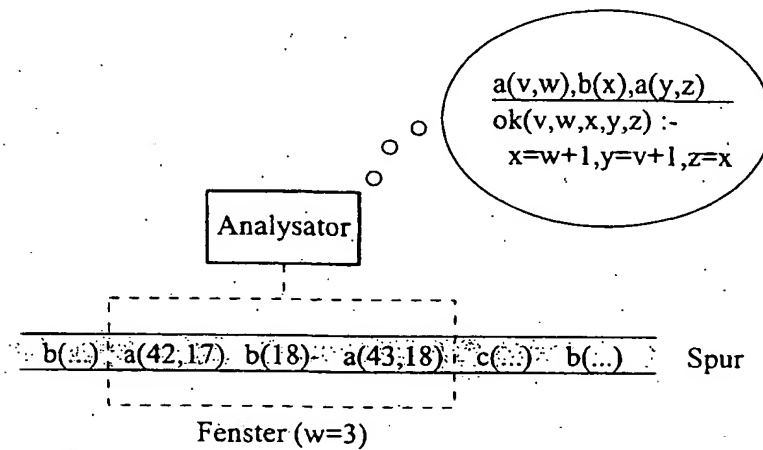 a(v,w),b(x),a(y,z)
ok(v,w,x,y,z) :-
x=w+1,y=v+1,z=x
Analysator
b(...) a(42,17) b(18) a(43,18) c(...) b(...) Spur
Fenster (w=3)